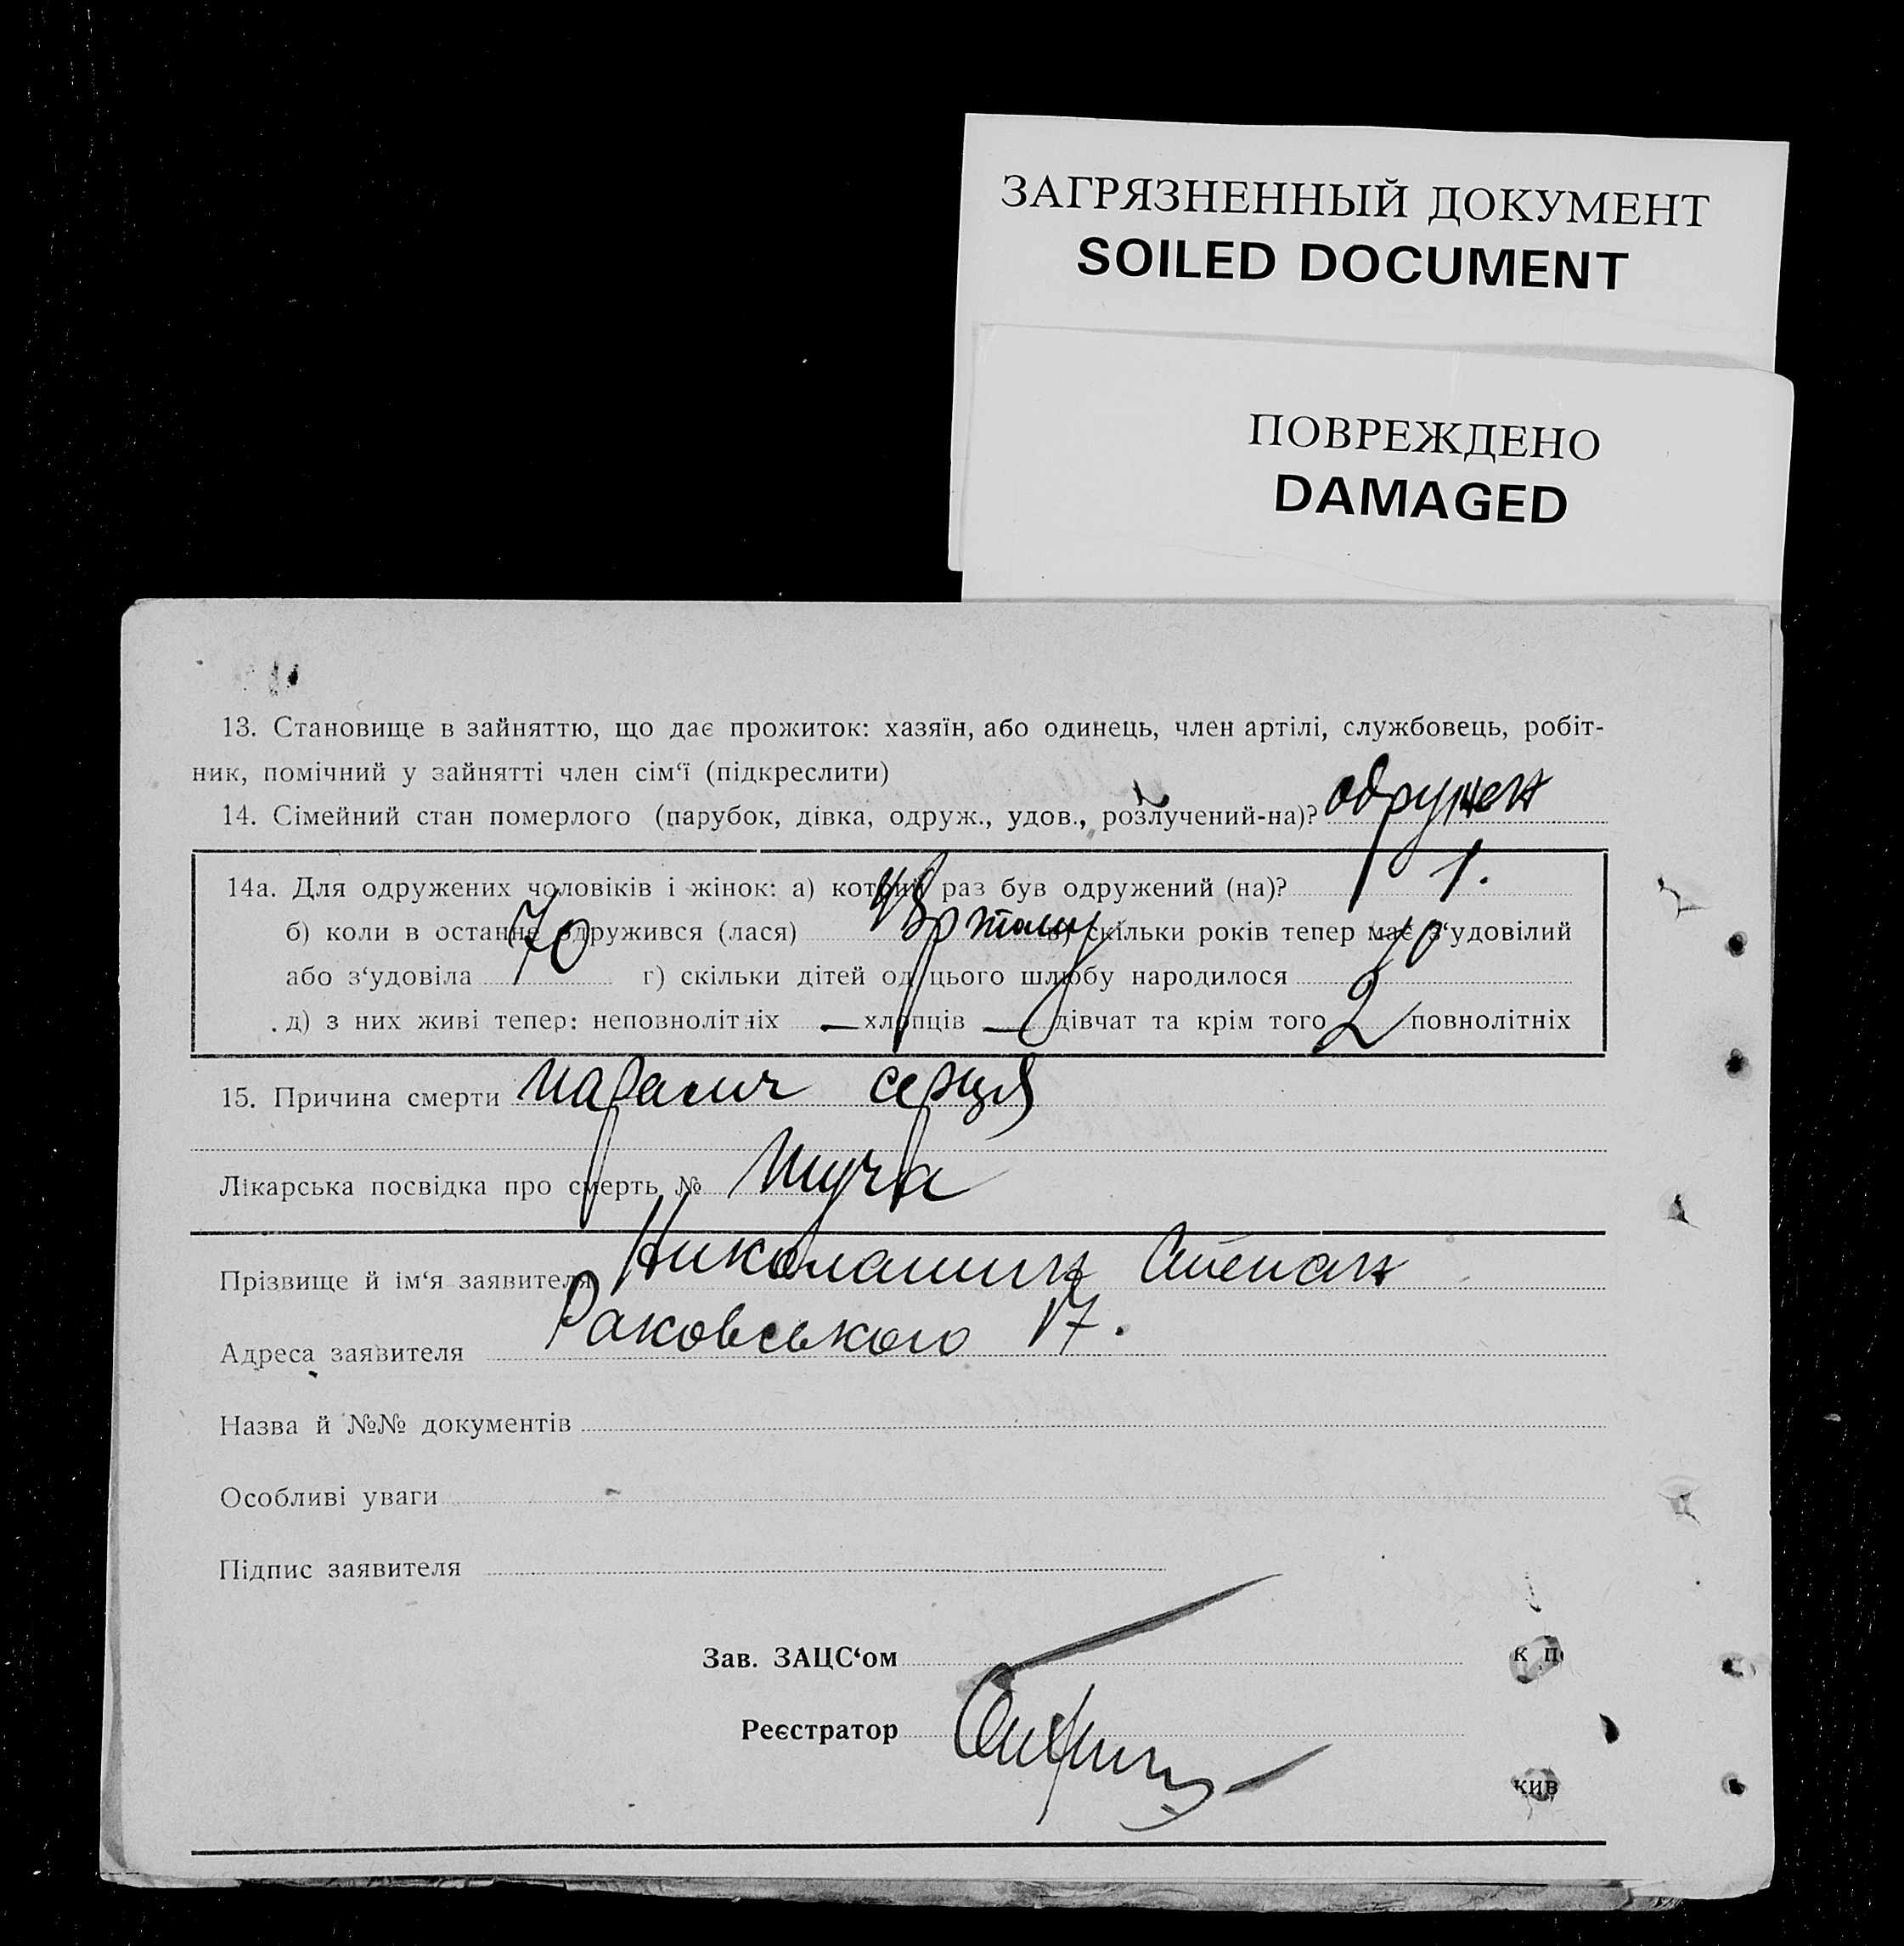 ЗАГРЯЗНЕННЫЙ ДОКУМЕНТ
SOILED DOCUMENT
ПОВРЕЖДЕНО
DAMAGED
13. Становище в зайняттю, що дає прожиток: хазяїн, або одинець, член артілі, службовець, робіт-
ник, помічний у зайнятті член сім‘ї (підкреслити)
14. Сімейний стан померлого (парубок, дівка, одруж., удов., розлучений-на)? одружен
14а. Для одружених чоловіків і жінок: а) котрий раз був одружений (на)? 1.
б) коли в останнє одружився (лася) в) скільки років тепер має з‘удовілий
або з‘удовіла 70 г) скільки дітей од цього шлюбу народилося
д) з них живі тепер: неповнолітніх — хлопців — дівчат та крім того 2 повнолітніх
15. Причина смерти параліч серця
Лікарська посвідка про смерть №
Прізвище й ім‘я заявителя Николашин Степан
Адреса заявителя Раковського 17.
Назва й №№ документів
Особливі уваги
Підпис заявителя
Зав. ЗАЦС‘ом
к п
Реєстратор
кив